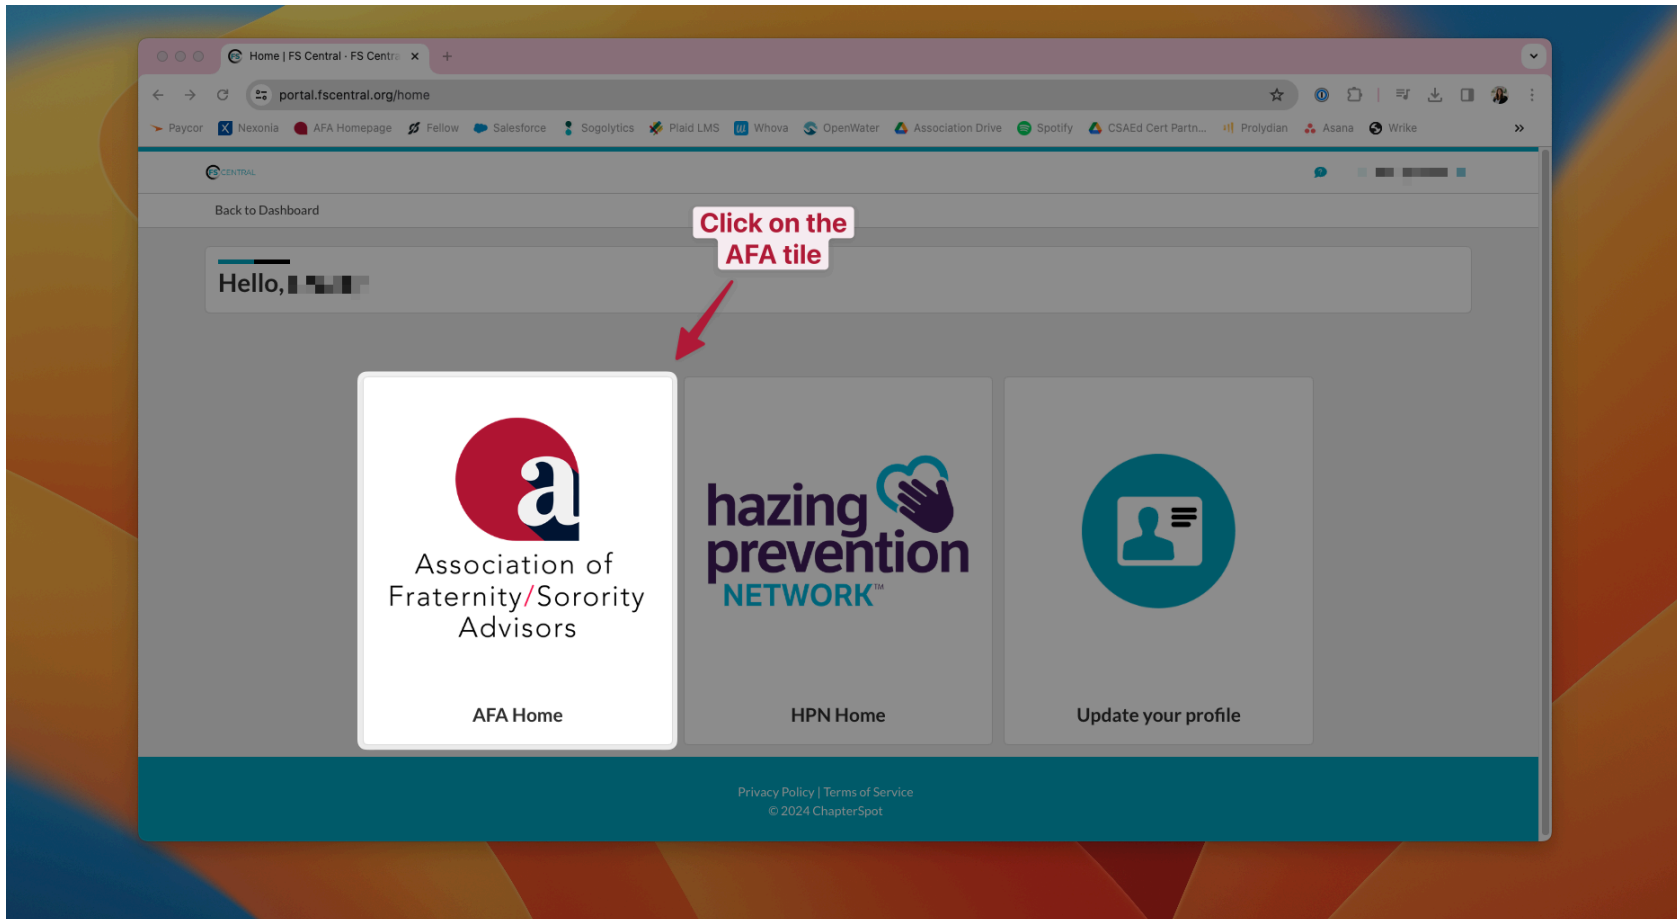 Home | FS Central · FS Centra
portal.fscentral.org/home
Paycor Nexonia AFA Homepage Fellow Salesforce Sogolytics Plaid LMS Whova OpenWater Association Drive Spotify CSAEd Cert Partn... Prolydian Asana Wrike »
FS CENTRAL
Back to Dashboard
Click on the
AFA tile
Hello,
a
Association of
Fraternity/Sorority
Advisors
AFA Home
hazing
prevention
NETWORK™
HPN Home
Update your profile
Privacy Policy | Terms of Service
© 2024 ChapterSpot